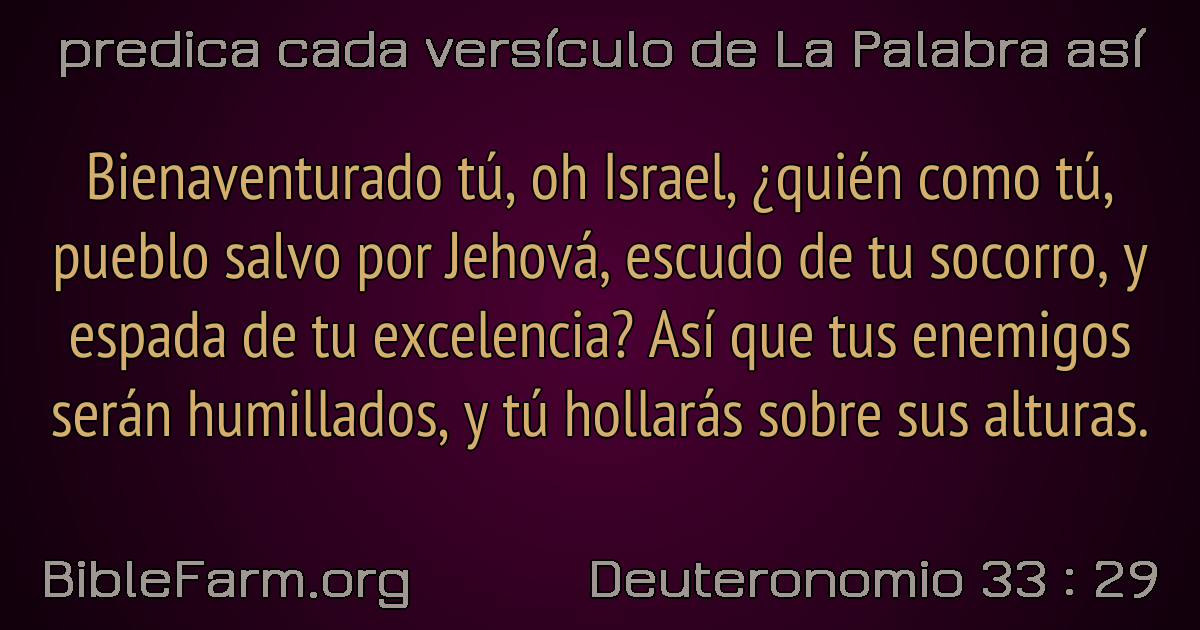 predica cada versículo de La Palabra así
Bienaventurado tú, oh Israel, ¿quién como tú,
pueblo salvo por Jehová, escudo de tu socorro, y
espada de tu excelencia? Así que tus enemigos
serán humillados, y tú hollarás sobre sus alturas.
BibleFarm.org
Deuteronomio 33 : 29